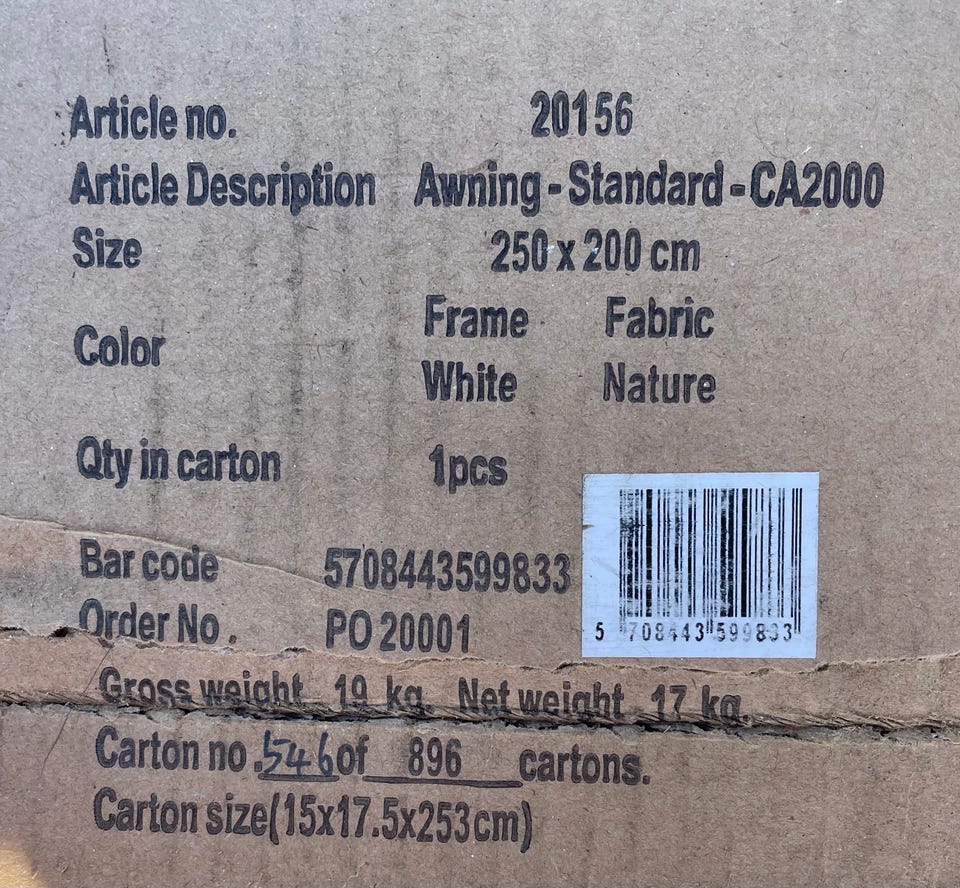 Article no. 20156
Article Description Awning - Standard - CA2000
Size 250 x 200 cm
Frame Fabric
Color
White Nature
Qty in carton 1pcs
Bar code 5708443599833
5 708443 599833
Order No. PO 20001
Gross weight 19 kg. Net weight 17 kg.
Carton no. 546 of 896 cartons.
Carton size(15x17.5x253cm)